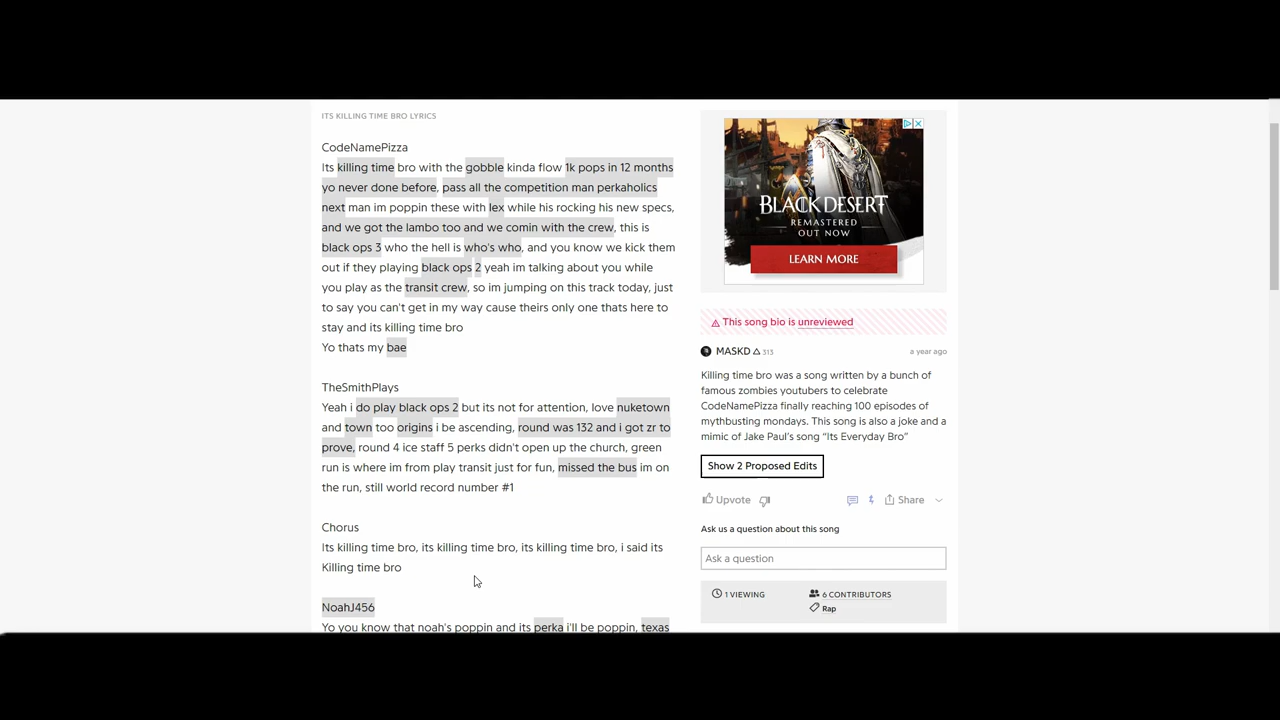 ITS KILLING TIME BRO LYRICS
CodeNamePizza
Its killing time bro with the gobble kinda flow 1k pops in 12 months
yo never done before, pass all the competition man perkaholics
next man im poppin these with lex while his rocking his new specs,
and we got the lambo too and we comin with the crew, this is
black ops 3 who the hell is who's who, and you know we kick them
out if they playing black ops 2 yeah im talking about you while
you play as the transit crew, so im jumping on this track today, just
to say you can't get in my way cause theirs only one thats here to
stay and its killing time bro
Yo thats my bae
TheSmithPlays
Yeah i do play black ops 2 but its not for attention, love nuketown
and town too origins i be ascending, round was 132 and i got zr to
prove, round 4 ice staff 5 perks didn't open up the church, green
run is where im from play transit just for fun, missed the bus im on
the run, still world record number #1
Chorus
Its killing time bro, its killing time bro, its killing time bro, i said its
Killing time bro
NoahJ456
Yo you know that noah's poppin and its perka i'll be poppin, texas
BLACK DESERT
REMASTERED
OUT NOW
LEARN MORE
This song bio is unreviewed
MASKD 313
a year ago
Killing time bro was a song written by a bunch of
famous zombies youtubers to celebrate
CodeNamePizza finally reaching 100 episodes of
mythbusting mondays. This song is also a joke and a
mimic of Jake Paul's song “Its Everyday Bro”
Show 2 Proposed Edits
Upvote
Share
Ask us a question about this song
Ask a question
1 VIEWING
6 CONTRIBUTORS
Rap